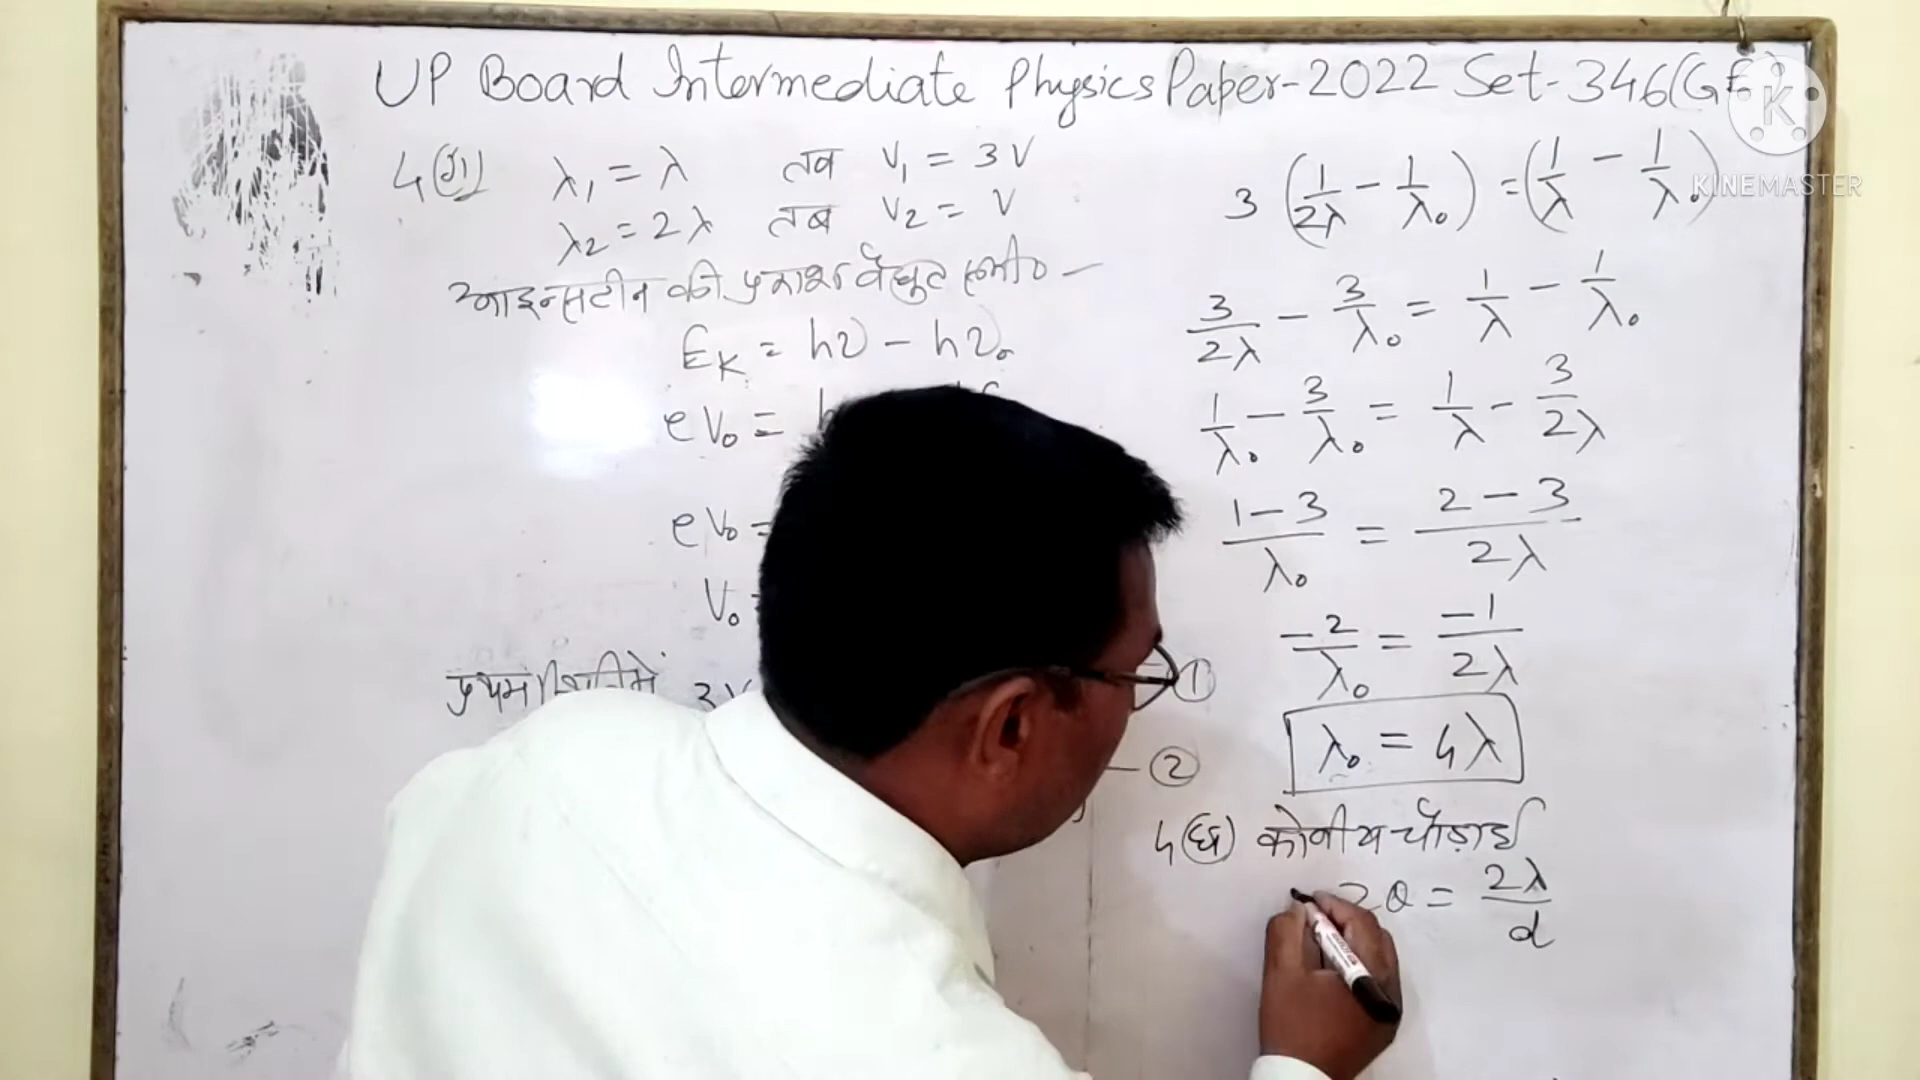 UP Board Intermediate Physics Paper-2022 Set-346(GE)
K
KINEMASTER
4(ग) λ₁ = λ तब V₁ = 3V
λ₂ = 2λ तब V₂ = V
आइन्सटीन की प्रकाश वैद्युत समी० –
E_K = hν - hν₀
eV₀ =
eV₀ =
V₀
प्रथम स्थिति में 3V
– ①
– ②
3 (1/2λ - 1/λ₀) = (1/λ - 1/λ₀)
3/2λ - 3/λ₀ = 1/λ - 1/λ₀
1/λ₀ - 3/λ₀ = 1/λ - 3/2λ
1-3/λ₀ = 2-3/2λ
-2/λ₀ = -1/2λ
λ₀ = 4λ
4(घ) कोणीय चौड़ाई
2θ = 2λ/d